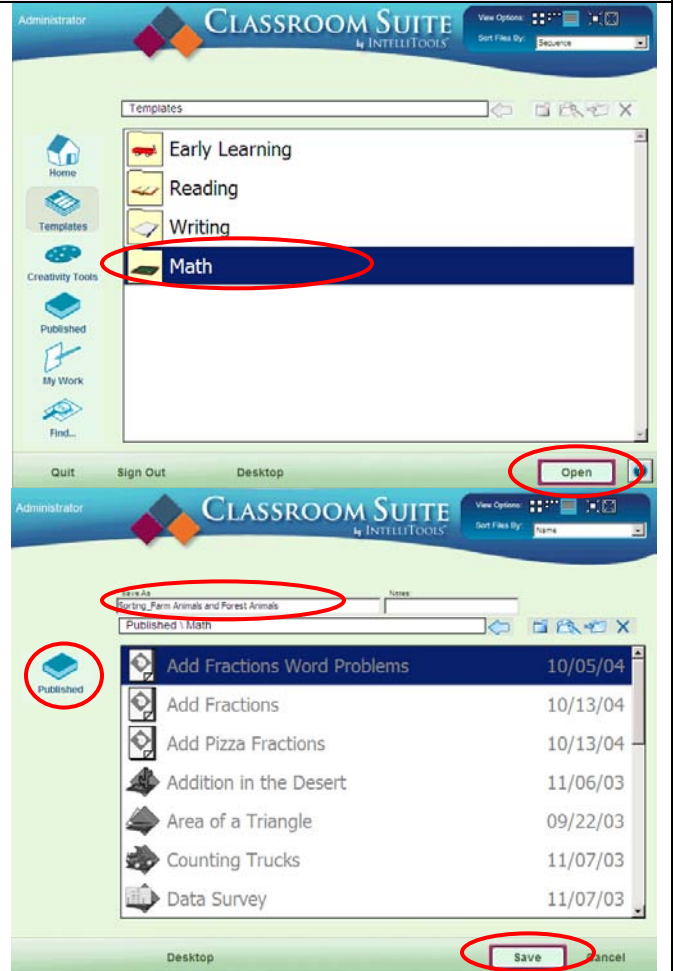 Administrator
CLASSROOM SUITE
by INTELLITOOLS
View Options:
Sort Files By:
Sequence
Templates
Early Learning
Reading
Writing
Math
Home
Templates
Creativity Tools
Published
My Work
Find...
Quit Sign Out Desktop Open
Administrator
CLASSROOM SUITE
by INTELLITOOLS
View Options:
Sort Files By:
Name
Save As Notes:
Sorting_Farm Animals and Forest Animals
Published \ Math
Published
Add Fractions Word Problems 10/05/04
Add Fractions 10/13/04
Add Pizza Fractions 10/13/04
Addition in the Desert 11/06/03
Area of a Triangle 09/22/03
Counting Trucks 11/07/03
Data Survey 11/07/03
Desktop Save Cancel